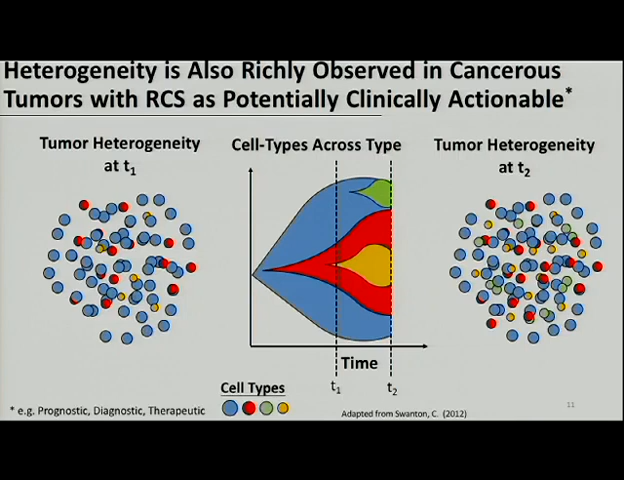 Heterogeneity is Also Richly Observed in Cancerous
Tumors with RCS as Potentially Clinically Actionable*
Tumor Heterogeneity
at t1
Cell-Types Across Type
Tumor Heterogeneity
at t2
Time
t1
t2
Cell Types
* e.g. Prognostic, Diagnostic, Therapeutic
Adapted from Swanton, C. (2012)
11